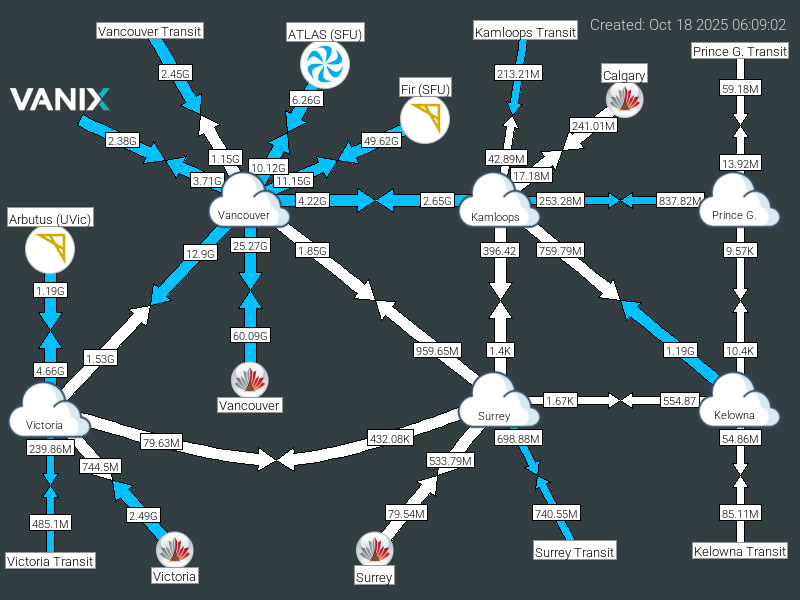 Created: Oct 18 2025 06:09:02
Vancouver Transit
ATLAS (SFU)
Kamloops Transit
Prince G. Transit
2.45G
213.21M
Calgary
59.18M
VANIX
Fir (SFU)
6.26G
241.01M
2.38G
49.62G
1.15G
42.89M
13.92M
10.12G
17.18M
3.71G
11.15G
4.22G
2.65G
253.28M
837.82M
Arbutus (UVic)
Vancouver
Kamloops
Prince G.
12.9G
25.27G
1.85G
396.42
759.79M
9.57K
1.19G
60.09G
1.53G
959.65M
1.4K
1.19G
10.4K
4.66G
Vancouver
1.67K
554.87
Victoria
Surrey
Kelowna
79.63M
432.08K
698.88M
54.86M
239.86M
744.5M
533.79M
485.1M
2.49G
79.54M
740.55M
85.11M
Victoria Transit
Victoria
Surrey
Surrey Transit
Kelowna Transit